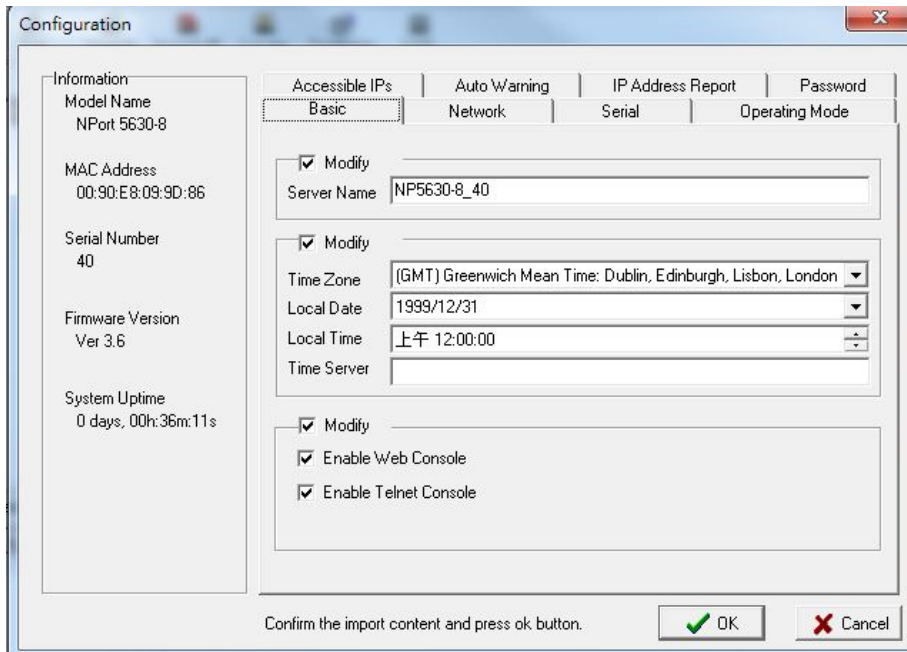 Configuration
Information
Model Name
NPort 5630-8
MAC Address
00:90:E8:09:9D:86
Serial Number
40
Firmware Version
Ver 3.6
System Uptime
0 days, 00h:36m:11s
Accessible IPs
Auto Warning
IP Address Report
Password
Basic
Network
Serial
Operating Mode
Modify
Server Name
NP5630-8_40
Modify
Time Zone
(GMT) Greenwich Mean Time: Dublin, Edinburgh, Lisbon, London
Local Date
1999/12/31
Local Time
上午 12:00:00
Time Server
Modify
Enable Web Console
Enable Telnet Console
Confirm the import content and press ok button.
OK
Cancel